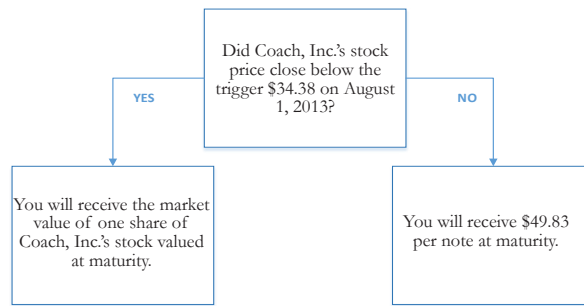 Did Coach, Inc.'s stock
price close below the
trigger $34.38 on August
1, 2013?
YES
NO
You will receive the market
value of one share of
Coach, Inc.'s stock valued
at maturity.
You will receive $49.83
per note at maturity.